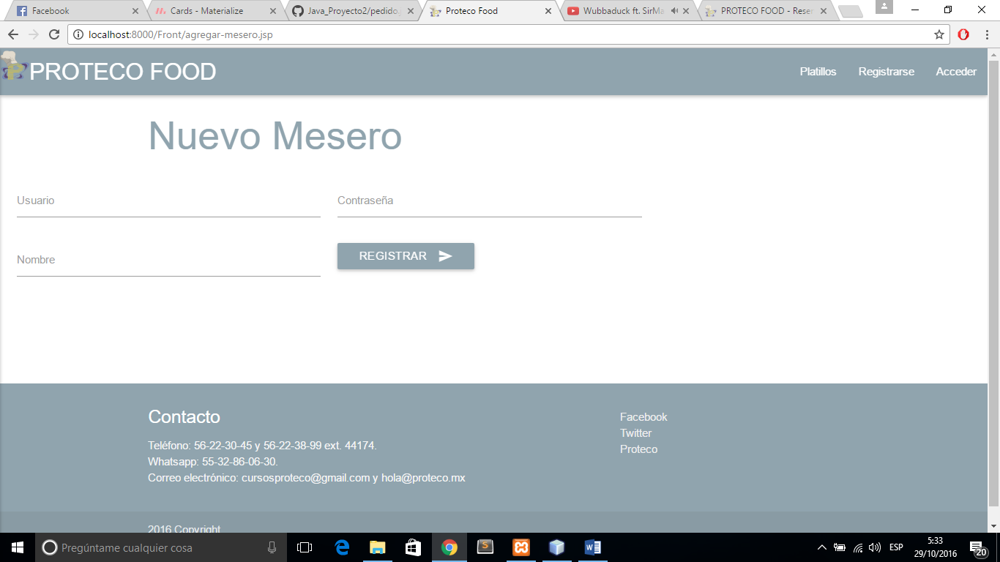 Facebook
Cards - Materialize
Java_Proyecto2/pedido.
Proteco Food
Wubbaduck ft. SirMa
PROTECO FOOD - Reser
localhost:8000/Front/agregar-mesero.jsp
PROTECO FOOD
Platillos
Registrarse
Acceder
Nuevo Mesero
Usuario
Contraseña
Nombre
REGISTRAR
Contacto
Teléfono: 56-22-30-45 y 56-22-38-99 ext. 44174.
Whatsapp: 55-32-86-06-30.
Correo electrónico: cursosproteco@gmail.com y hola@proteco.mx
Facebook
Twitter
Proteco
2016 Copyright
Pregúntame cualquier cosa
ESP
5:33
29/10/2016
20